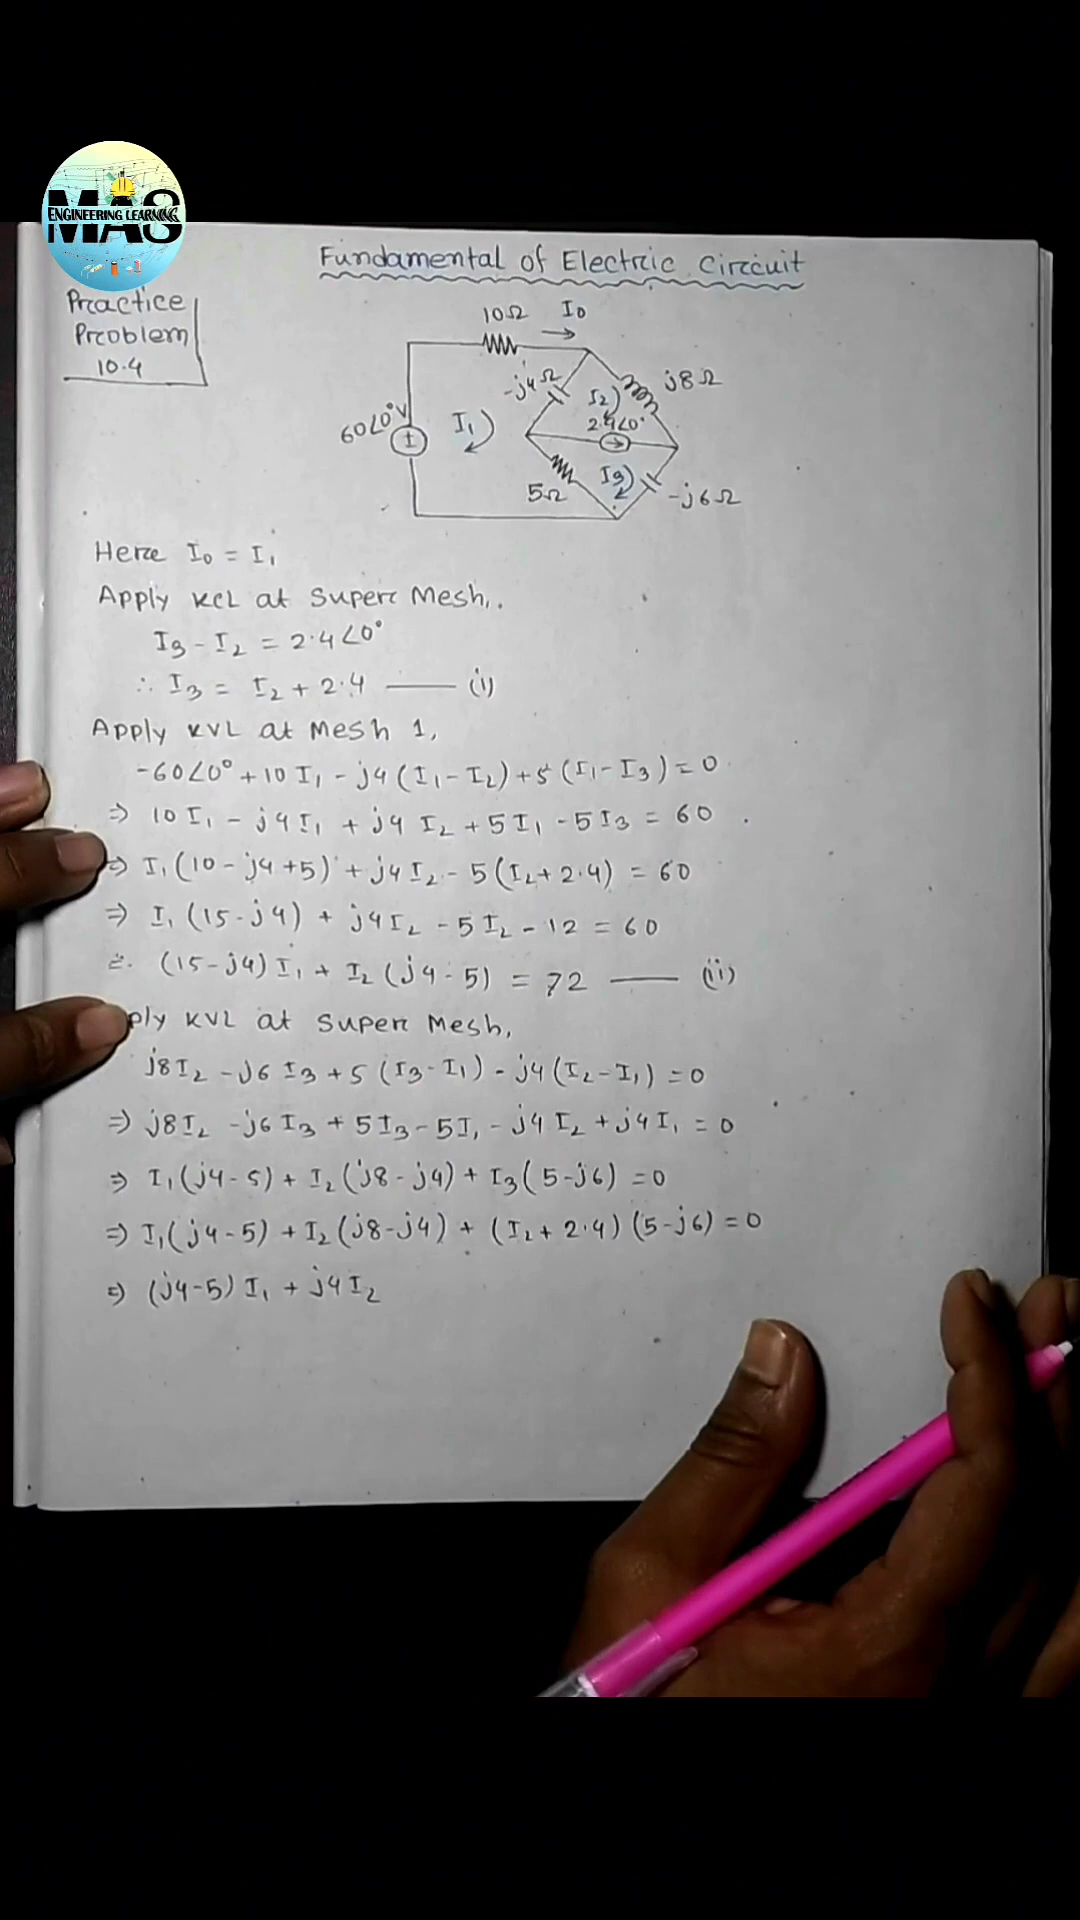 MAS
ENGINEERING LEARNING
Fundamental of Electric Circuit
Practice
Problem
10.4
10Ω I₀
-j4Ω
j8Ω
I₂
2.4∠0°
60∠0°V
I₁
I₃
5Ω
-j6Ω
Here I₀ = I₁
Apply KCL at Super Mesh,.
I₃ - I₂ = 2.4∠0°
∴ I₃ = I₂ + 2.4 —— (i)
Apply KVL at Mesh 1,
-60∠0° + 10 I₁ - j4 (I₁ - I₂) + 5 (I₁ - I₃) = 0
⇒ 10 I₁ - j4 I₁ + j4 I₂ + 5 I₁ - 5 I₃ = 60
⇒ I₁ (10 - j4 + 5) + j4 I₂ - 5 (I₂ + 2.4) = 60
⇒ I₁ (15 - j4) + j4 I₂ - 5 I₂ - 12 = 60
∴ (15 - j4) I₁ + I₂ (j4 - 5) = 72 —— (ii)
ply KVL at Super Mesh,
j8 I₂ - j6 I₃ + 5 (I₃ - I₁) - j4 (I₂ - I₁) = 0
⇒ j8 I₂ - j6 I₃ + 5 I₃ - 5 I₁ - j4 I₂ + j4 I₁ = 0
⇒ I₁ (j4 - 5) + I₂ (j8 - j4) + I₃ (5 - j6) = 0
⇒ I₁ (j4 - 5) + I₂ (j8 - j4) + (I₂ + 2.4) (5 - j6) = 0
⇒ (j4 - 5) I₁ + j4 I₂